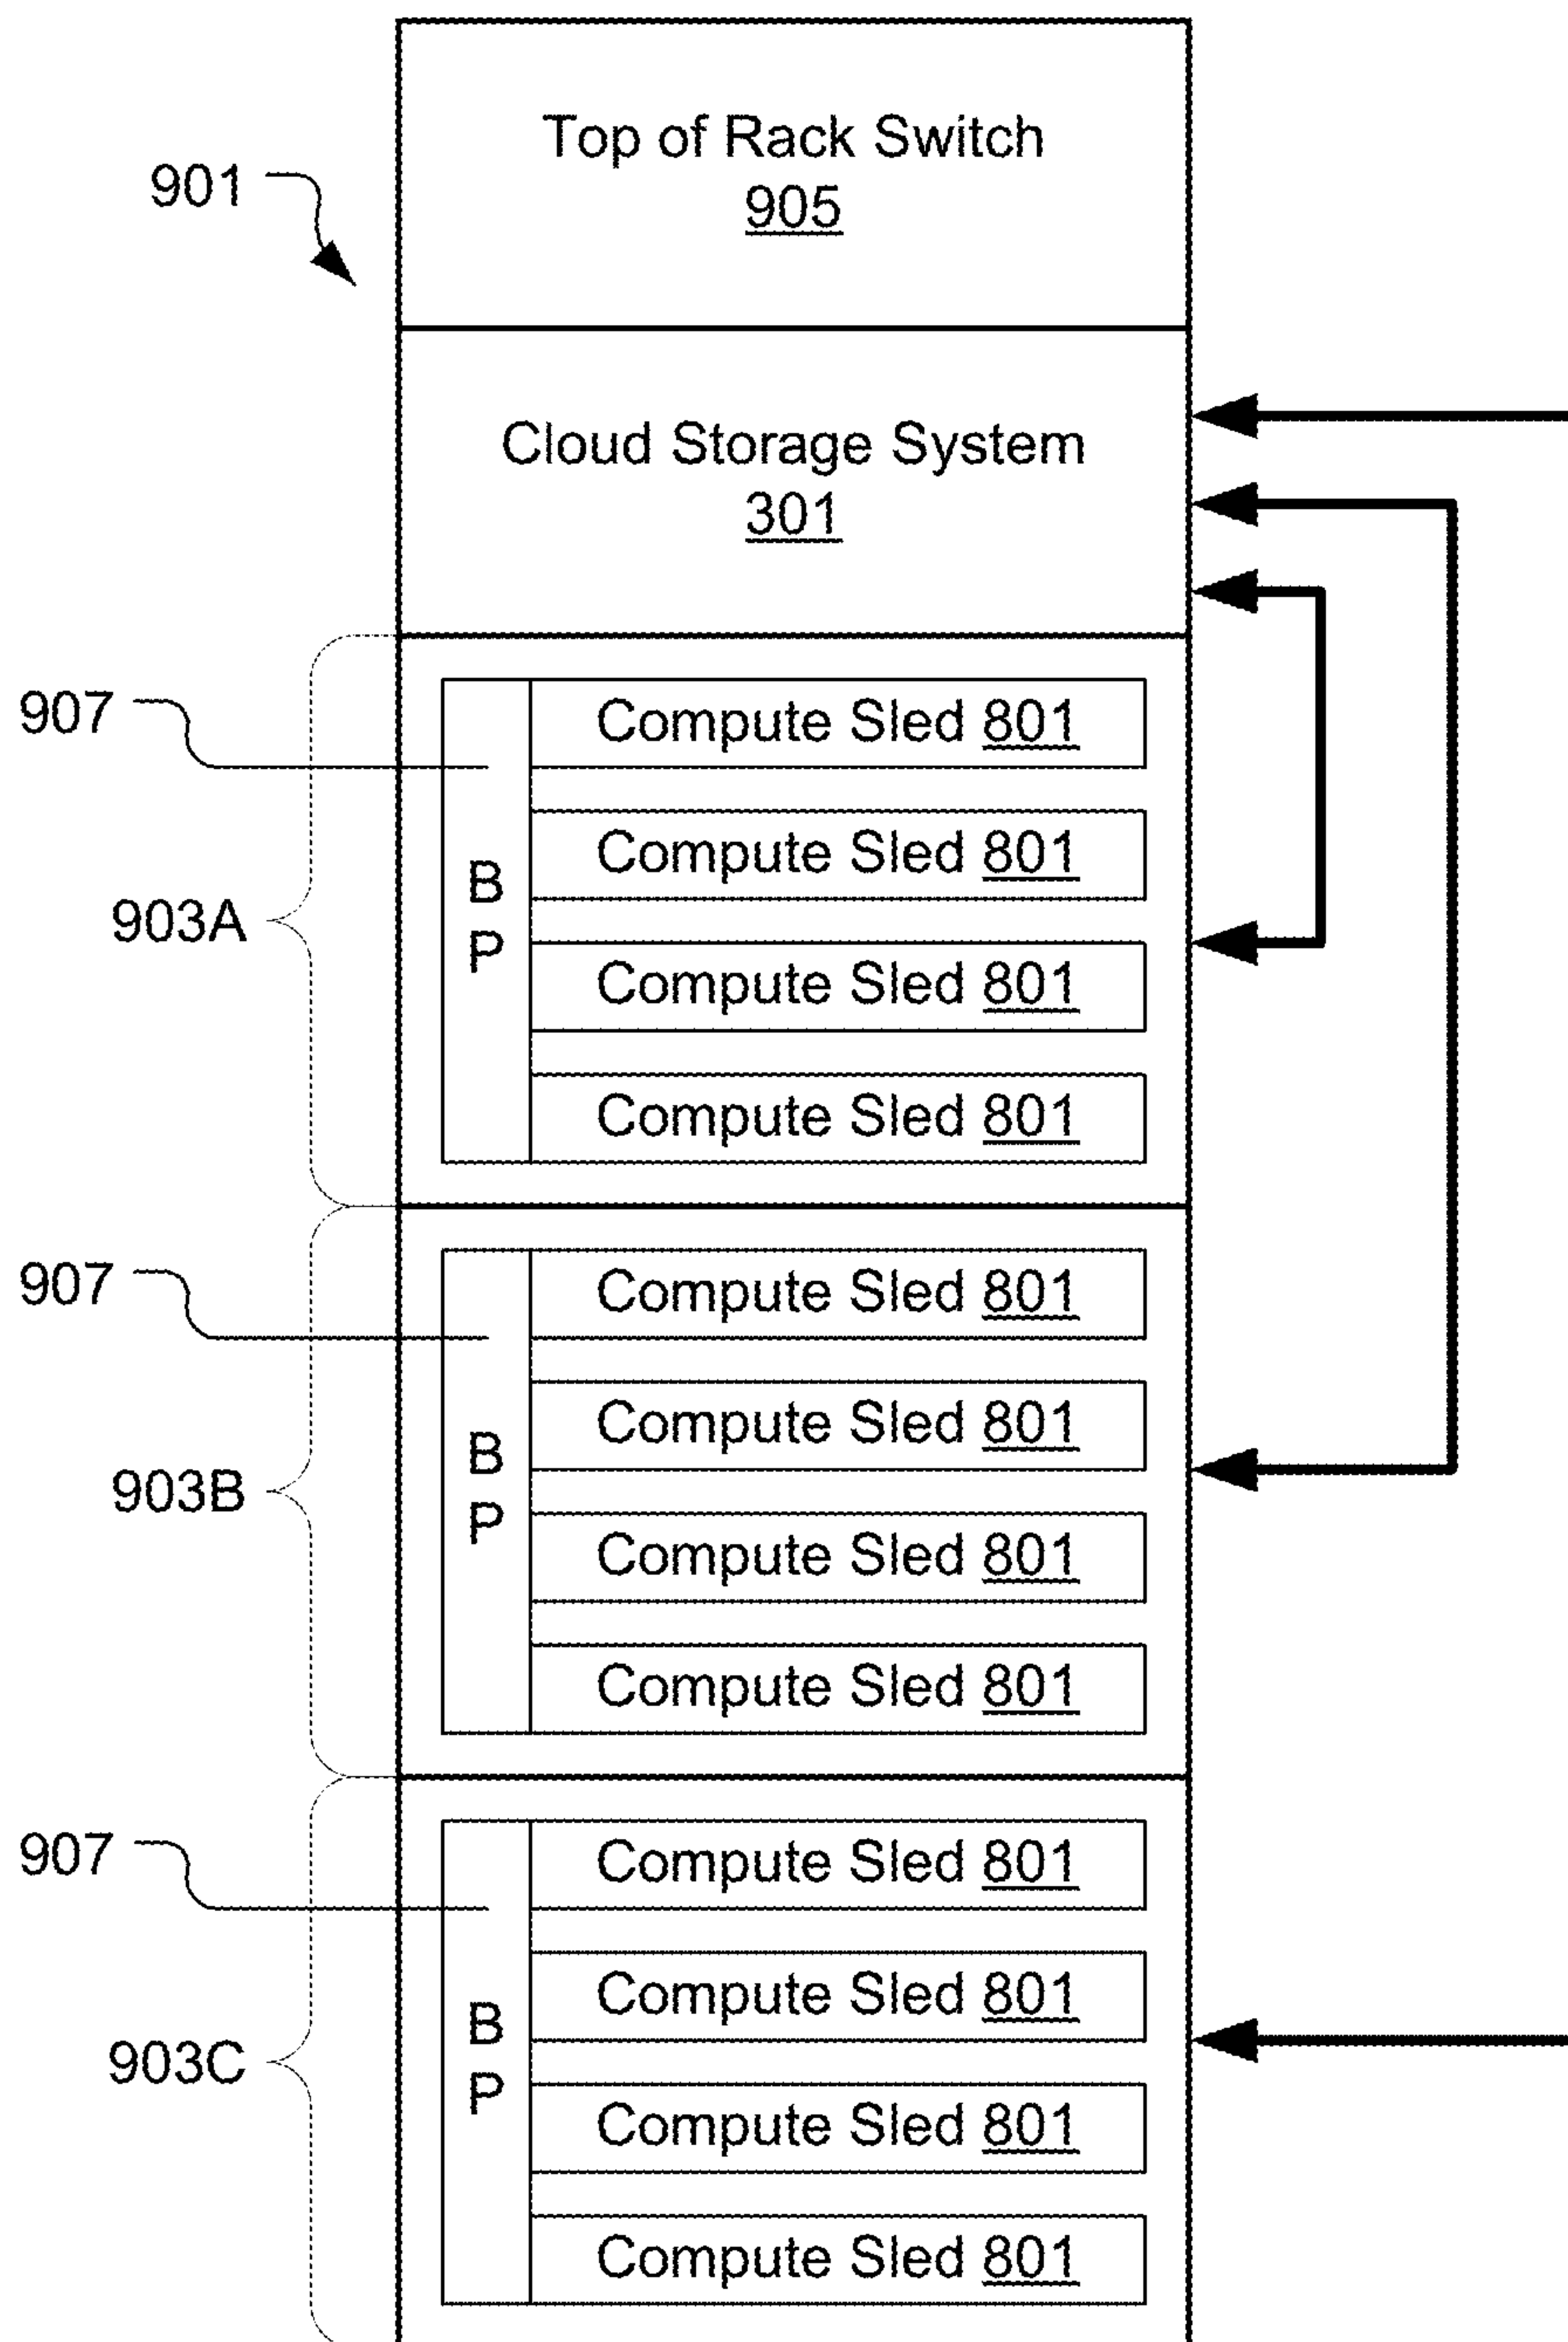 Top of Rack Switch
905
901
Cloud Storage System
301
907
Compute Sled 801
Compute Sled 801
B
P
903A
Compute Sled 801
Compute Sled 801
907
Compute Sled 801
Compute Sled 801
B
P
903B
Compute Sled 801
Compute Sled 801
907
Compute Sled 801
Compute Sled 801
B
P
903C
Compute Sled 801
Compute Sled 801